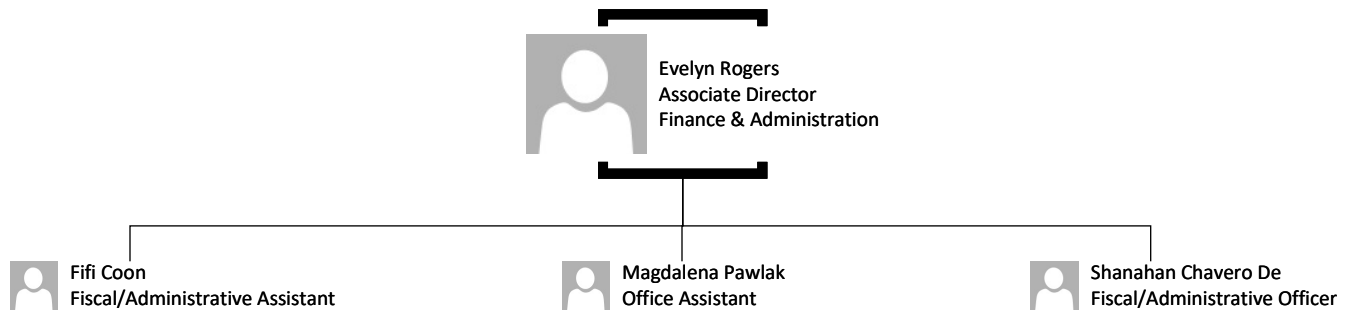 Evelyn Rogers
Associate Director
Finance & Administration
Fifi Coon
Fiscal/Administrative Assistant
Magdalena Pawlak
Office Assistant
Shanahan Chavero De
Fiscal/Administrative Officer